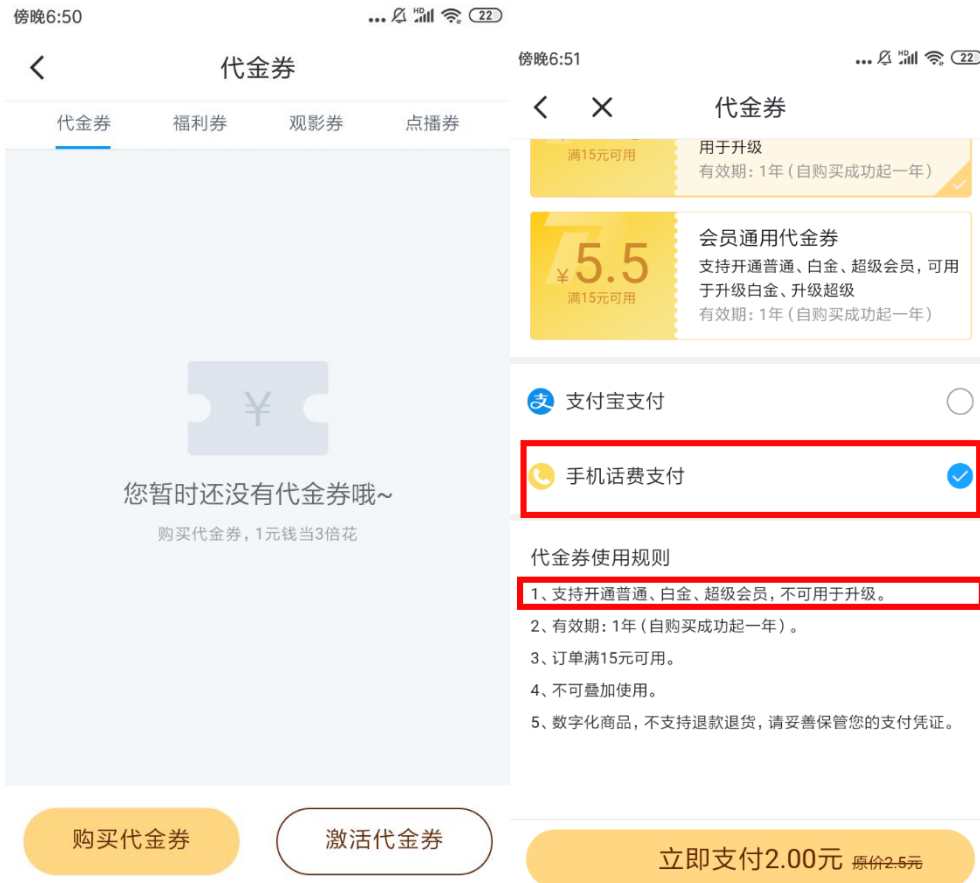 傍晚6:50
... HD 22
代金券
代金券 福利券 观影券 点播券
¥
您暂时还没有代金券哦~
购买代金券，1元钱当3倍花
购买代金券
激活代金券
傍晚6:51
... HD 22
代金券
满15元可用
用于升级
有效期：1年（自购买成功起一年）
¥5.5
满15元可用
会员通用代金券
支持开通普通、白金、超级会员，可用
于升级白金、升级超级
有效期：1年（自购买成功起一年）
支 支付宝支付
手机话费支付
代金券使用规则
1、支持开通普通、白金、超级会员，不可用于升级。
2、有效期：1年（自购买成功起一年）。
3、订单满15元可用。
4、不可叠加使用。
5、数字化商品，不支持退款退货，请妥善保管您的支付凭证。
立即支付2.00元 原价2.5元